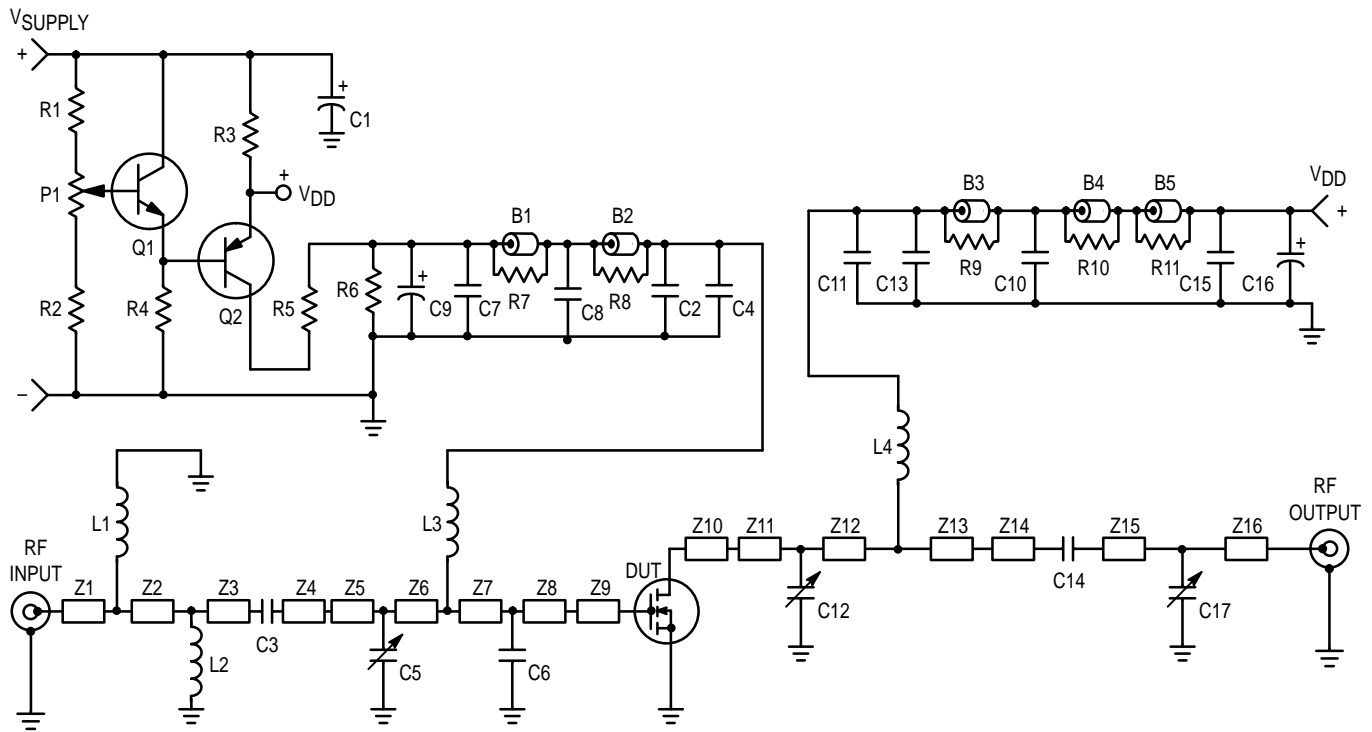 VSUPPLY
+
R1
P1
R2
Q1
R4
R3
+
C1
+
VDD
Q2
R5
R6
+
C9
C7
B1
R7
C8
B2
R8
C2
C4
–
C11
C13
B3
R9
C10
B4
R10
B5
R11
C15
C16
+
VDD
+
L1
L3
L4
RF
INPUT
Z1
Z2
Z3
Z4
Z5
Z6
Z7
Z8
Z9
L2
C3
C5
C6
DUT
Z10
Z11
Z12
Z13
Z14
Z15
Z16
C12
C14
C17
RF
OUTPUT